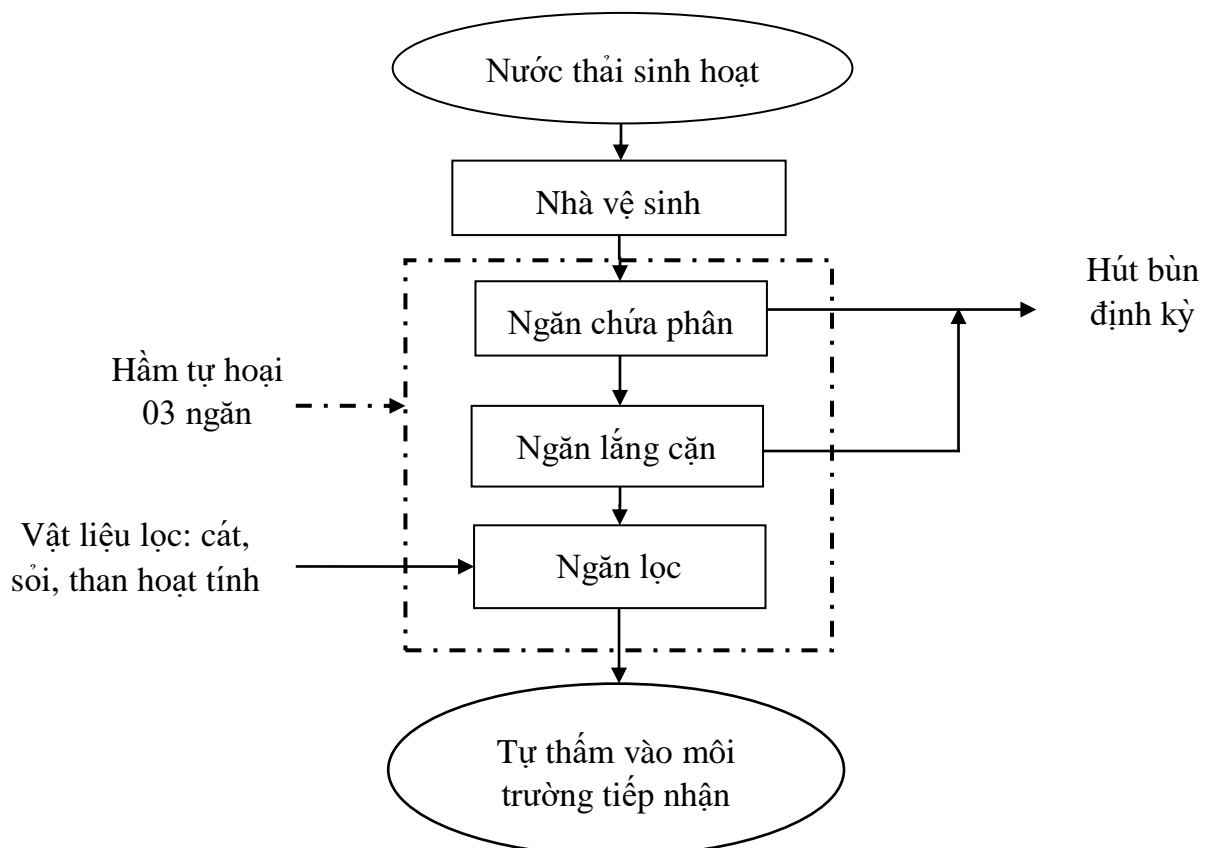 Nước thải sinh hoạt
Nhà vệ sinh
Ngăn chứa phân
Hút bùn
định kỳ
Hầm tự hoại
03 ngăn
Ngăn lắng cặn
Vật liệu lọc: cát,
sỏi, than hoạt tính
Ngăn lọc
Tự thấm vào môi
trường tiếp nhận